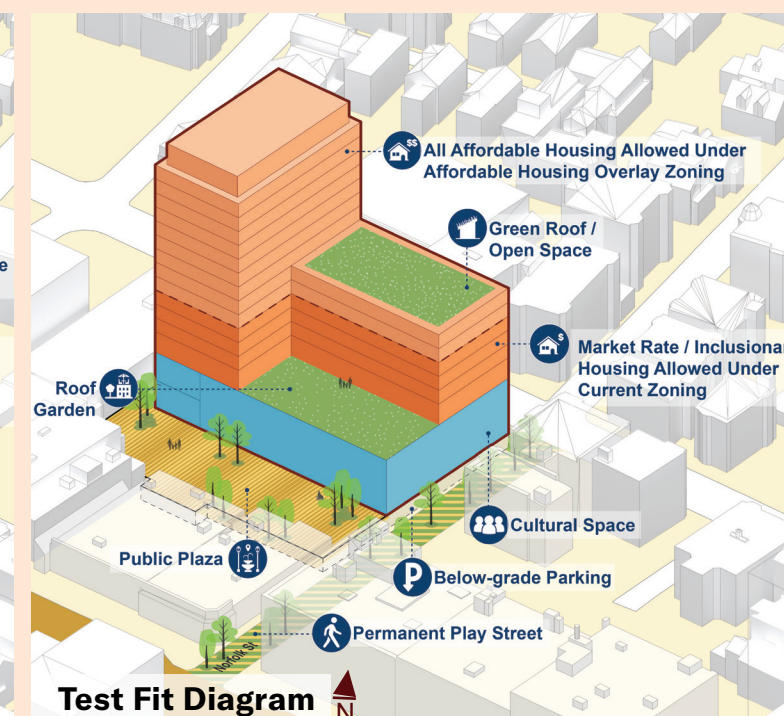 $$
All Affordable Housing Allowed Under
Affordable Housing Overlay Zoning
Green Roof /
Open Space
$
Market Rate / Inclusionar
Housing Allowed Under
Current Zoning
Roof
Garden
Cultural Space
Public Plaza
P
Below-grade Parking
Permanent Play Street
Norfolk St
Test Fit Diagram
N
e